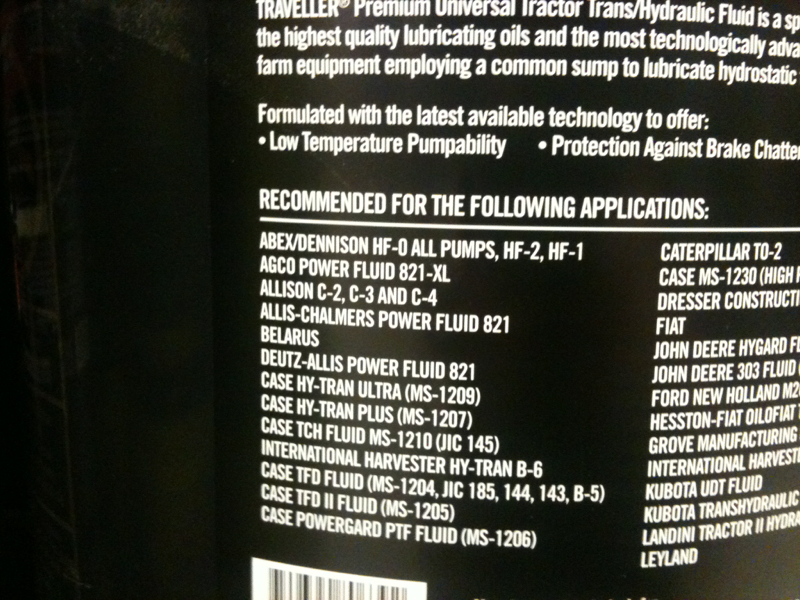 TRAVELLER® Premium Universal Tractor Trans/Hydraulic Fluid is a sp
the highest quality lubricating oils and the most technologically adva
farm equipment employing a common sump to lubricate hydrostatic
Formulated with the latest available technology to offer:
• Low Temperature Pumpability • Protection Against Brake Chatter
RECOMMENDED FOR THE FOLLOWING APPLICATIONS:
ABEX/DENNISON HF-0 ALL PUMPS, HF-2, HF-1
AGCO POWER FLUID 821-XL
ALLISON C-2, C-3 AND C-4
ALLIS-CHALMERS POWER FLUID 821
BELARUS
DEUTZ-ALLIS POWER FLUID 821
CASE HY-TRAN ULTRA (MS-1209)
CASE HY-TRAN PLUS (MS-1207)
CASE TCH FLUID MS-1210 (JIC 145)
INTERNATIONAL HARVESTER HY-TRAN B-6
CASE TFD FLUID (MS-1204, JIC 185, 144, 143, B-5)
CASE TFD II FLUID (MS-1205)
CASE POWERGARD PTF FLUID (MS-1206)
CATERPILLAR TO-2
CASE MS-1230 (HIGH
DRESSER CONSTRUCTI
FIAT
JOHN DEERE HYGARD FL
JOHN DEERE 303 FLUID (
FORD NEW HOLLAND M2
HESSTON-FIAT OILOFIAT
GROVE MANUFACTURING
INTERNATIONAL HARVEST
KUBOTA UDT FLUID
KUBOTA TRANSHYDRAULIC
LANDINI TRACTOR II HYDRA
LEYLAND